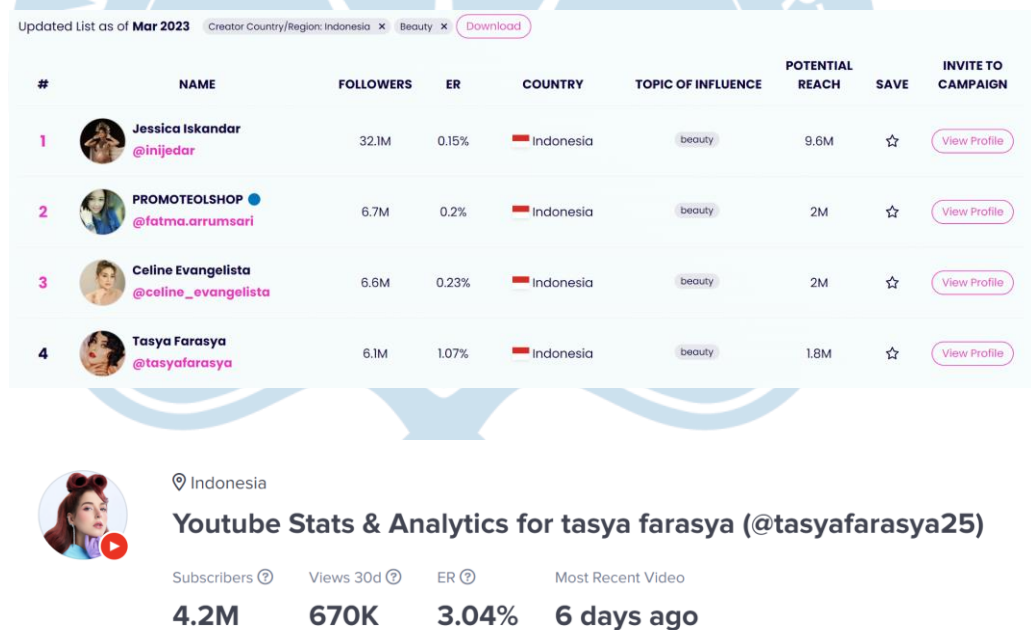 Updated List as of Mar 2023 Creator Country/Region: Indonesia × Beauty × Download
# NAME FOLLOWERS ER COUNTRY TOPIC OF INFLUENCE POTENTIAL REACH SAVE INVITE TO CAMPAIGN
1 Jessica Iskandar @inijedar 32.1M 0.15% Indonesia beauty 9.6M View Profile
2 PROMOTEOLSHOP @fatma.arrumsari 6.7M 0.2% Indonesia beauty 2M View Profile
3 Celine Evangelista @celine_evangelista 6.6M 0.23% Indonesia beauty 2M View Profile
4 Tasya Farasya @tasyafarasya 6.1M 1.07% Indonesia beauty 1.8M View Profile
Indonesia
Youtube Stats & Analytics for tasya farasya (@tasyafarasya25)
Subscribers ? Views 30d ? ER ? Most Recent Video
4.2M 670K 3.04% 6 days ago